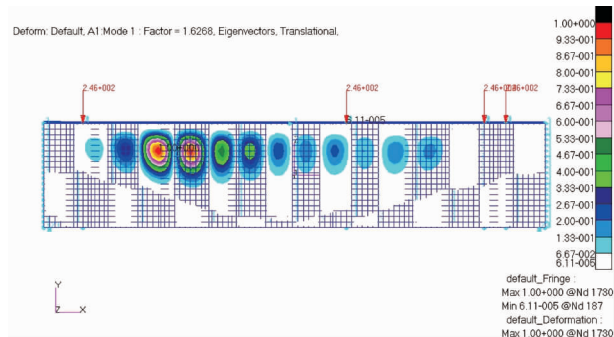 Deform: Default, A1:Mode 1 : Factor = 1.6268, Eigenvectors, Translational,
1.00+000
9.33-001
8.67-001
8.00-001
7.33-001
6.67-001
6.00-001
5.33-001
4.67-001
4.00-001
3.33-001
2.67-001
2.00-001
1.33-001
6.67-002
6.11-005
2.46+002
2.46+002
2.46+002
6.11-005
Y
Z
X
default_Fringe :
Max 1.00+000 @Nd 1730
Min 6.11-005 @Nd 187
default_Deformation :
Max 1.00+000 @Nd 1730